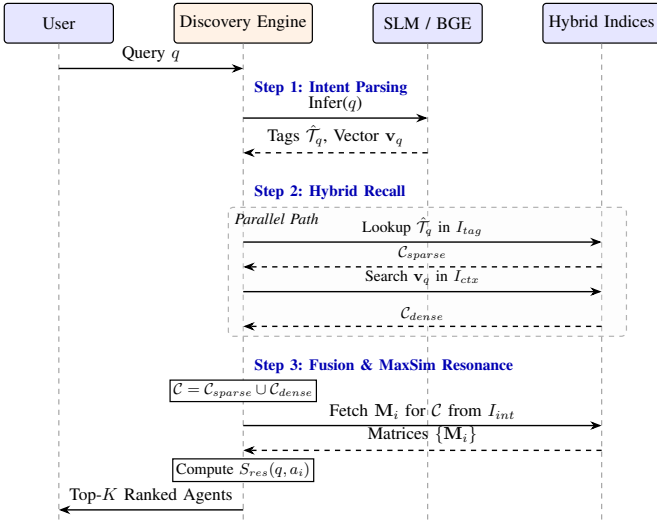 User
Discovery Engine
SLM / BGE
Hybrid Indices
Query q
Step 1: Intent Parsing
Infer(q)
Tags 𝒯̂_q, Vector v_q
Step 2: Hybrid Recall
Parallel Path
Lookup 𝒯̂_q in I_tag
𝒞_sparse
Search v_q in I_ctx
𝒞_dense
Step 3: Fusion & MaxSim Resonance
𝒞 = 𝒞_sparse ∪ 𝒞_dense
Fetch M_i for 𝒞 from I_int
Matrices {M_i}
Compute S_res(q, a_i)
Top-K Ranked Agents